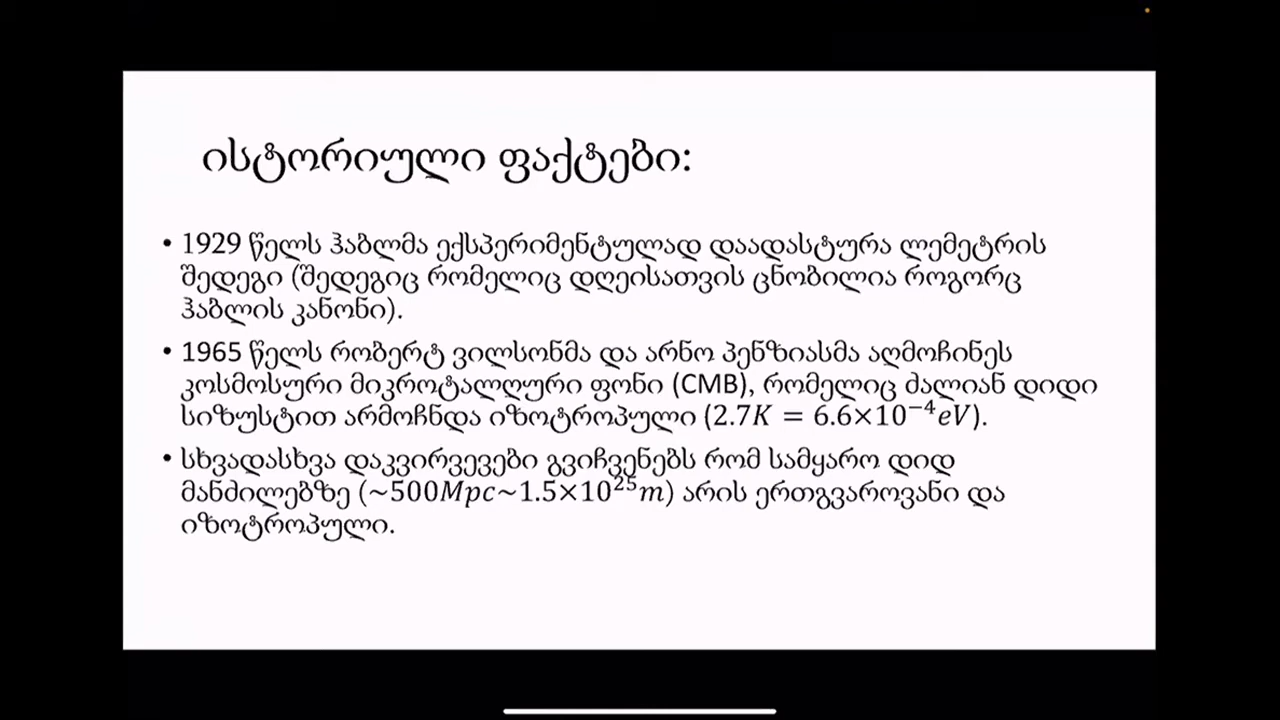 ისტორიული ფაქტები:
• 1929 წელს ჰაბლმა ექსპერიმენტულად დაადასტურა ლემეტრის
შედეგი (შედეგიც რომელიც დღეისათვის ცნობილია როგორც
ჰაბლის კანონი).
• 1965 წელს რობერტ ვილსონმა და არნო პენზიასმა აღმოჩინეს
კოსმოსური მიკროტალღური ფონი (CMB), რომელიც ძალიან დიდი
სიზუსტით არმოჩნდა იზოტროპული (2.7K = 6.6×10⁻⁴eV).
• სხვადასხვა დაკვირვევები გვიჩვენებს რომ სამყარო დიდ
მანძილებზე (~500Mpc~1.5×10²⁵m) არის ერთგვაროვანი და
იზოტროპული.